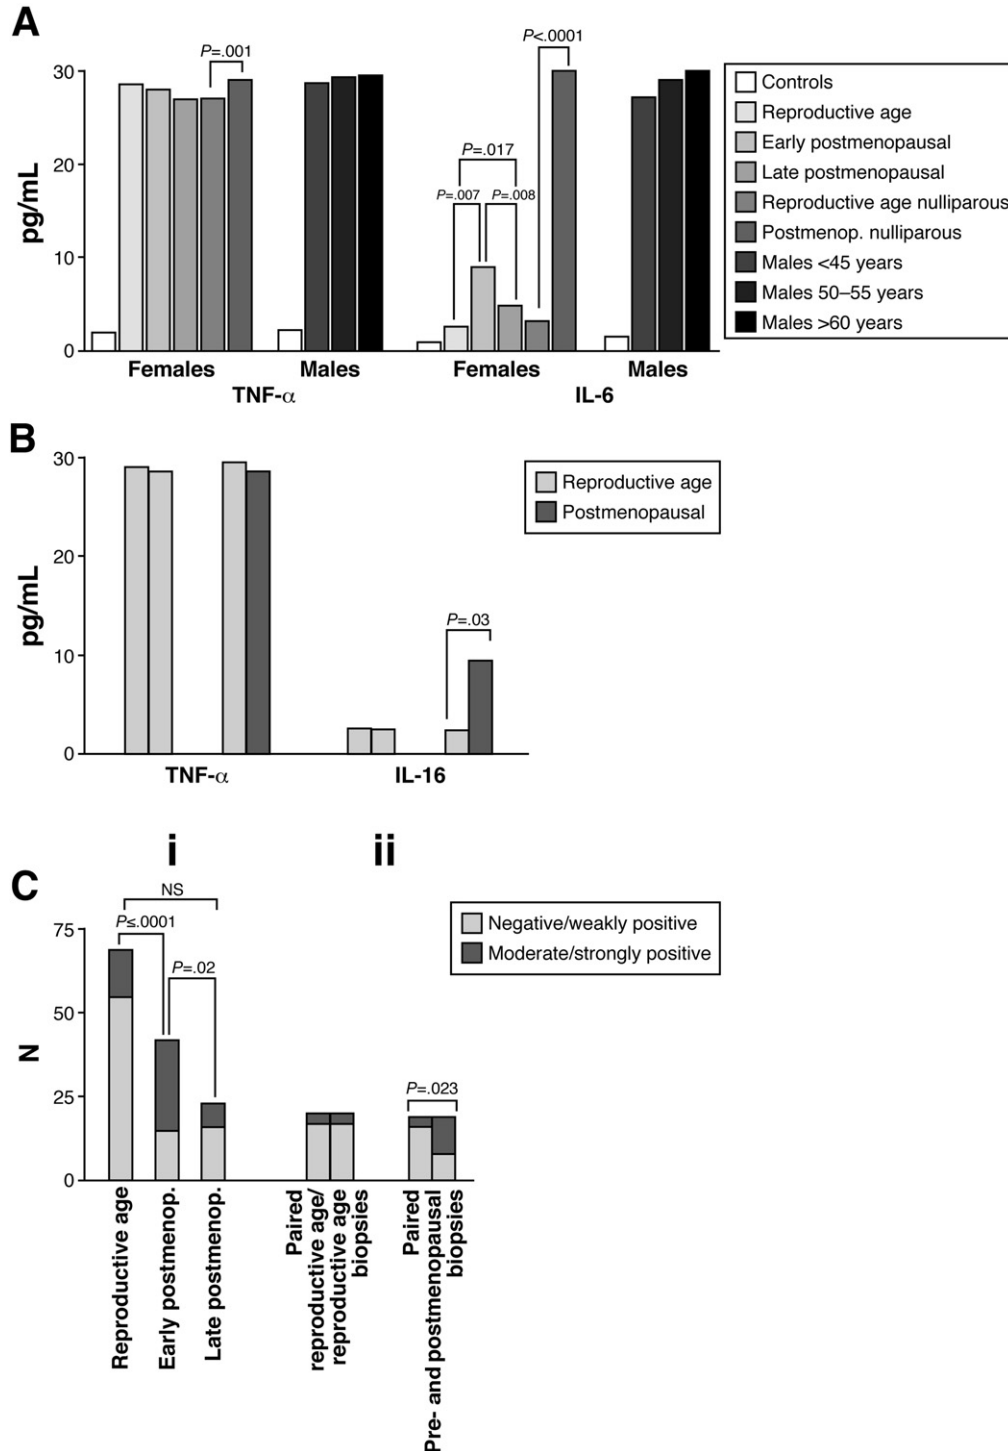 A
P<.0001
P=.001
30
P=.017
20
P=.007
P=.008
pg/mL
10
0
Females
Males
Females
Males
TNF-α
IL-6
Controls
Reproductive age
Early postmenopausal
Late postmenopausal
Reproductive age nulliparous
Postmenop. nulliparous
Males <45 years
Males 50–55 years
Males >60 years
B
30
20
pg/mL
10
0
P=.03
TNF-α
IL-16
Reproductive age
Postmenopausal
i
ii
C
NS
P≤.0001
P=.02
75
50
N
25
0
P=.023
Negative/weakly positive
Moderate/strongly positive
Reproductive age
Early postmenop.
Late postmenop.
Paired
reproductive age/
reproductive age
biopsies
Paired
Pre- and postmenopausal
biopsies